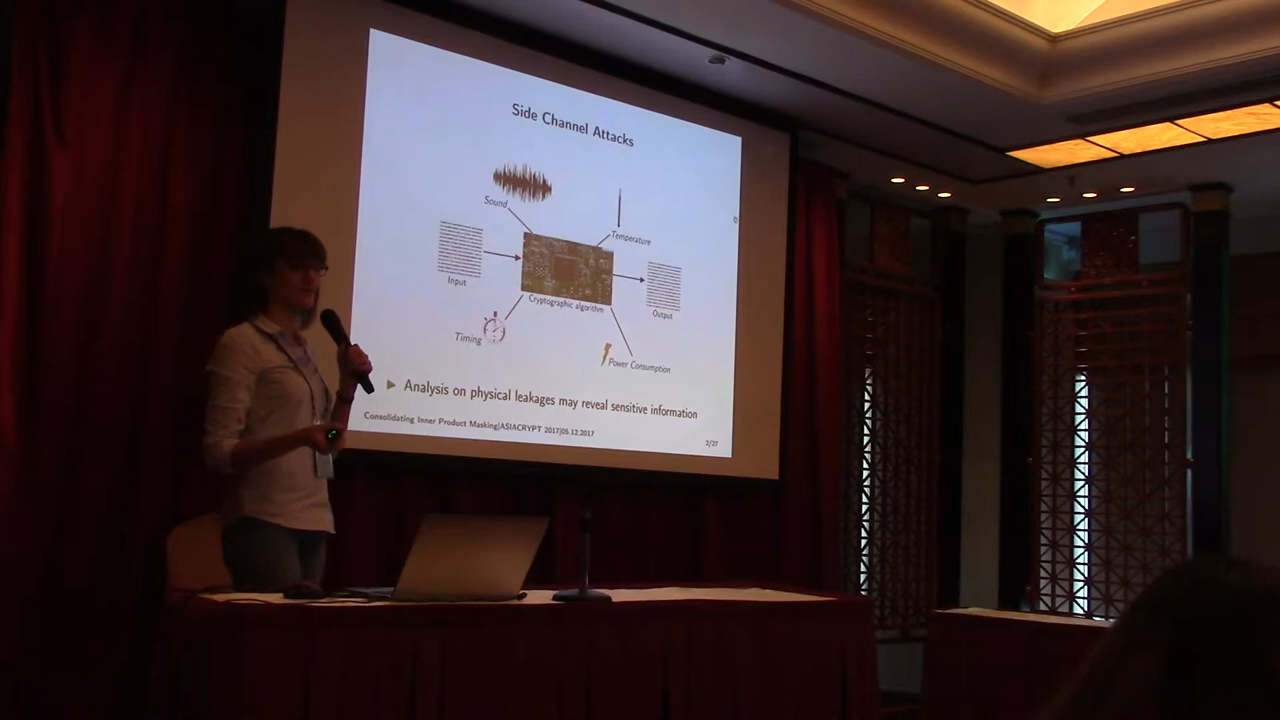 Side Channel Attacks
Sound
Temperature
Input
Cryptographic algorithm
Output
Timing
Power Consumption
Analysis on physical leakages may reveal sensitive information
Consolidating Inner Product Masking|ASIACRYPT 2017|05.12.2017
2/27